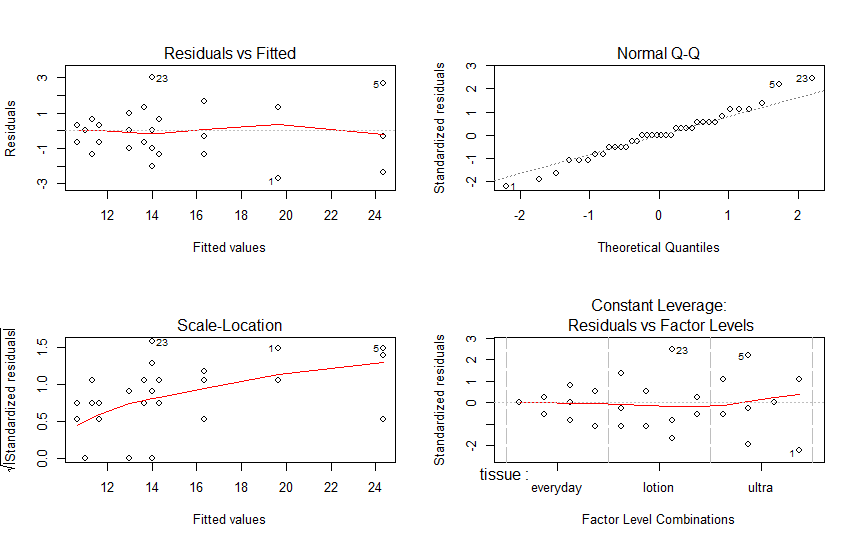 Residuals vs Fitted
Residuals
3
1
-1
-3
23
5
1
12 14 16 18 20 22 24
Fitted values
Normal Q-Q
Standardized residuals
3
2
1
0
-1
-2
5
23
1
-2 -1 0 1 2
Theoretical Quantiles
Scale-Location
√|Standardized residuals|
1.5
1.0
0.5
0.0
23
1
5
12 14 16 18 20 22 24
Fitted values
Constant Leverage:
Residuals vs Factor Levels
Standardized residuals
3
2
0
-2
23
5
1
tissue :
everyday lotion ultra
Factor Level Combinations